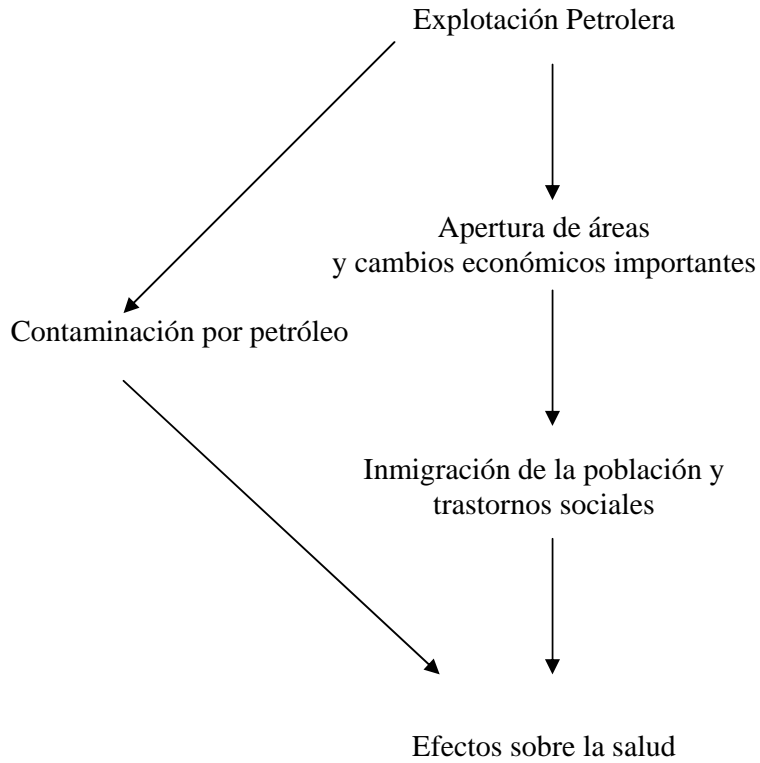 Explotación Petrolera
Apertura de áreas
y cambios económicos importantes
Contaminación por petróleo
Inmigración de la población y
trastornos sociales
Efectos sobre la salud